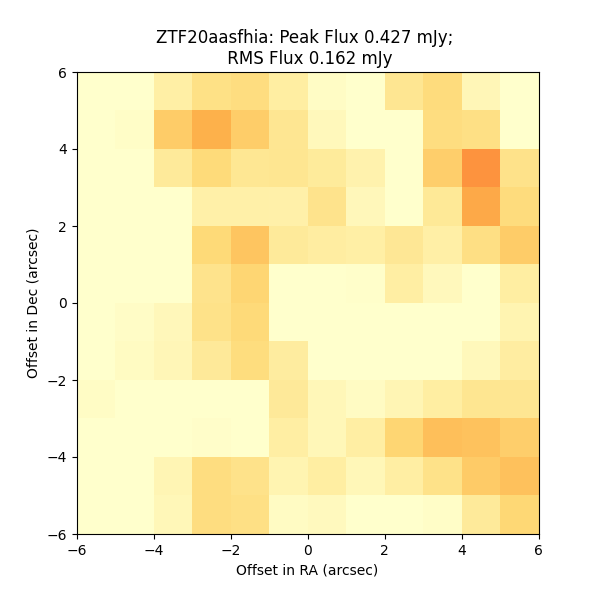 ZTF20aasfhia: Peak Flux 0.427 mJy;
RMS Flux 0.162 mJy
6
4
2
0
−2
−4
−6
Offset in Dec (arcsec)
−6 −4 −2 0 2 4 6
Offset in RA (arcsec)